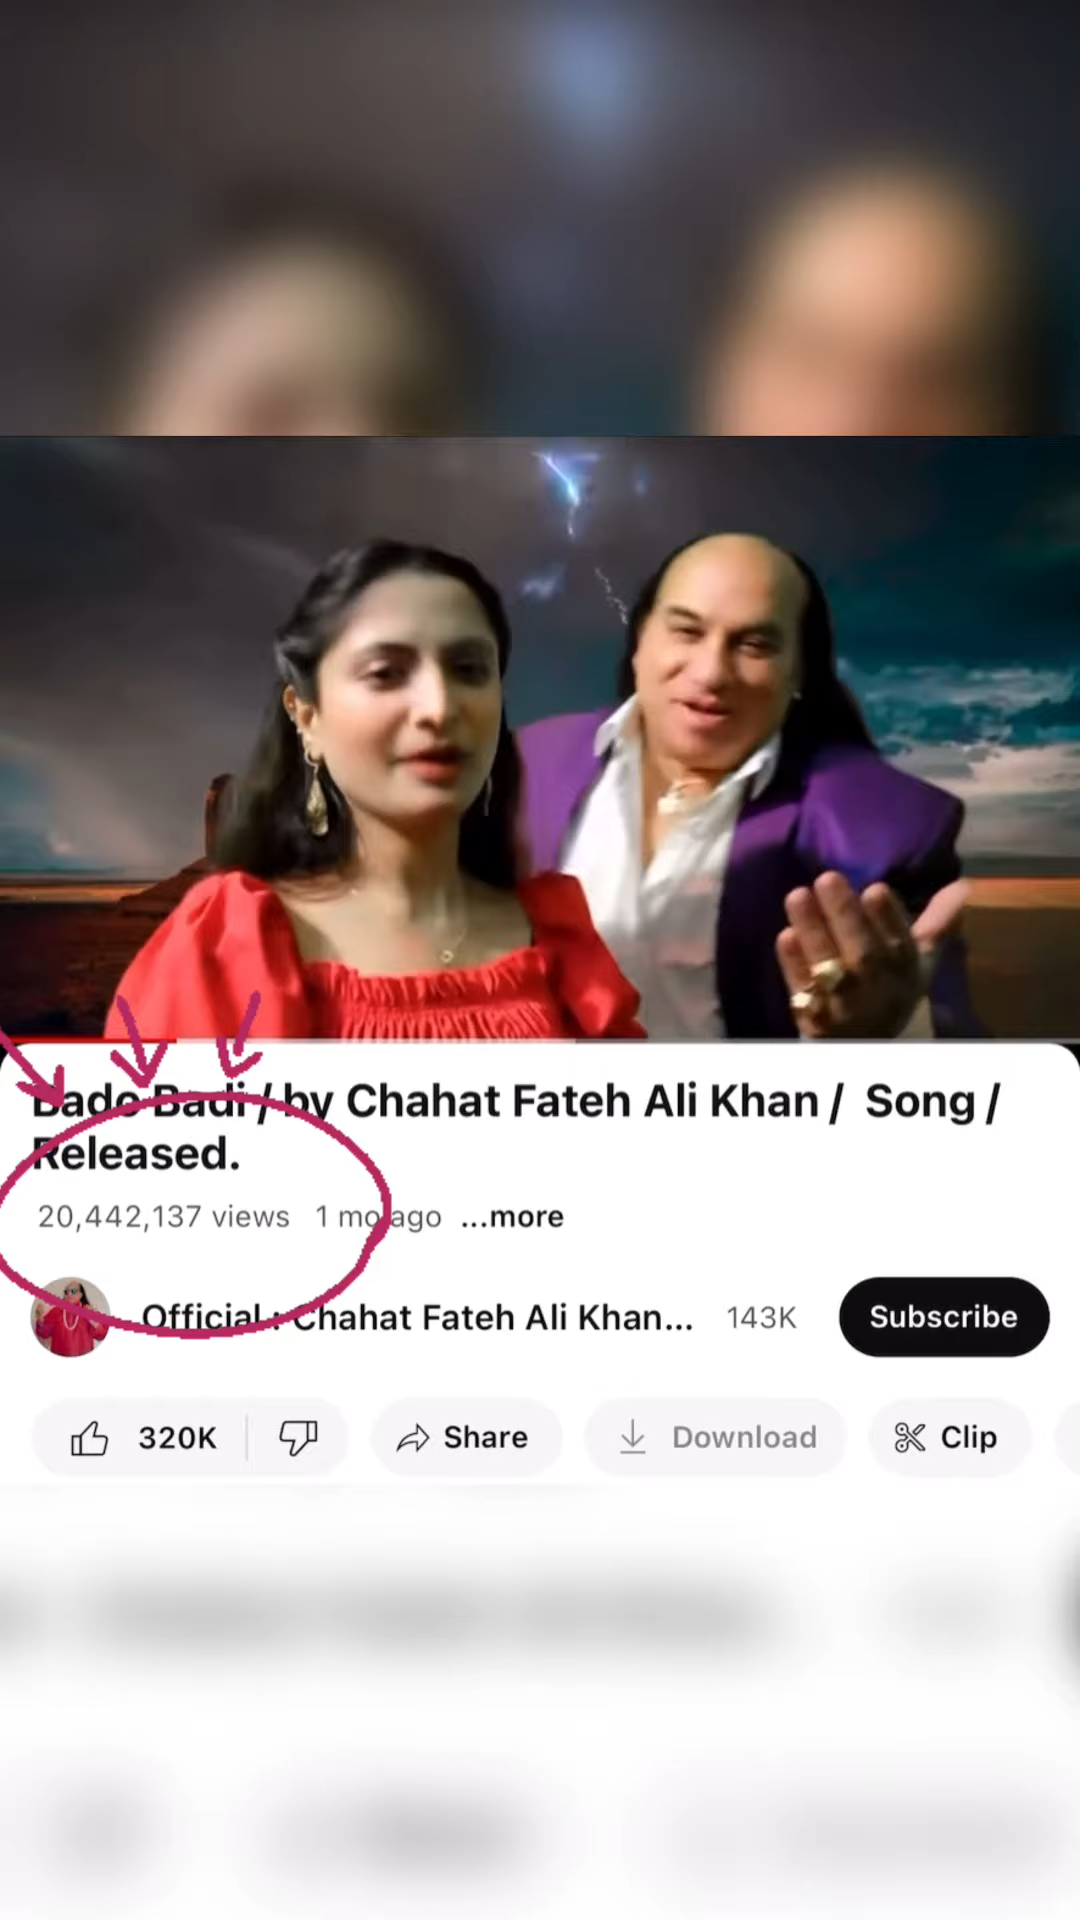 Bado Badi / by Chahat Fateh Ali Khan / Song /
Released.
20,442,137 views 1 mo ago ...more
Official : Chahat Fateh Ali Khan... 143K Subscribe
320K Share Download Clip